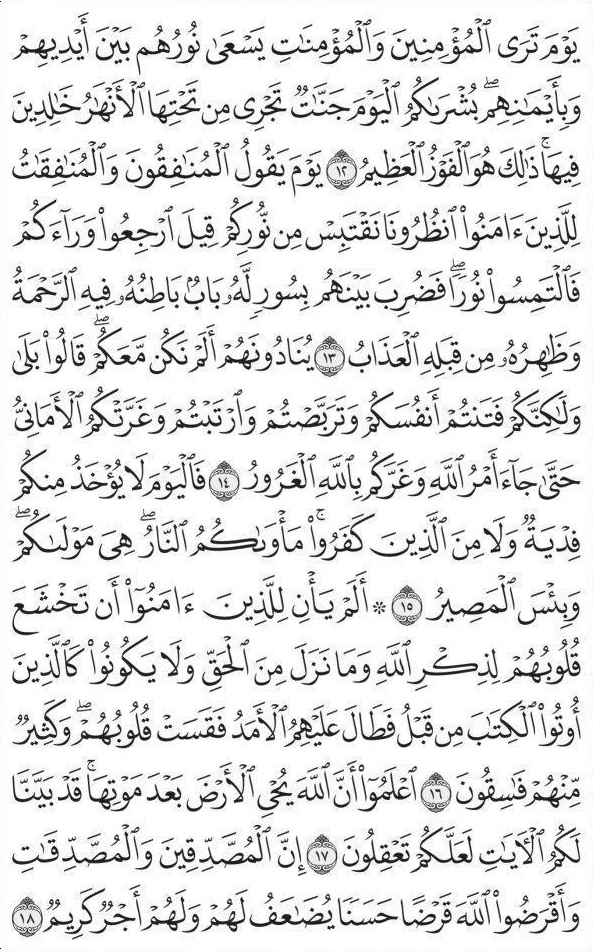 يَوْمَ تَرَى ٱلْمُؤْمِنِينَ وَٱلْمُؤْمِنَٰتِ يَسْعَىٰ نُورُهُم بَيْنَ أَيْدِيهِمْ
وَبِأَيْمَٰنِهِمۖ بُشْرَىٰكُمُ ٱلْيَوْمَ جَنَّٰتٌ تَجْرِى مِن تَحْتِهَا ٱلْأَنْهَٰرُ خَٰلِدِينَ
فِيهَاۚ ذَٰلِكَ هُوَ ٱلْفَوْزُ ٱلْعَظِيمُ ١٢ يَوْمَ يَقُولُ ٱلْمُنَٰفِقُونَ وَٱلْمُنَٰفِقَٰتُ
لِلَّذِينَ ءَامَنُوا۟ ٱنظُرُونَا نَقْتَبِسْ مِن نُّورِكُمْ قِيلَ ٱرْجِعُوا۟ وَرَآءَكُمْ
فَٱلْتَمِسُوا۟ نُورًاۖ فَضُرِبَ بَيْنَهُم بِسُورٍ لَّهُۥ بَابٌۢ بَاطِنُهُۥ فِيهِ ٱلرَّحْمَةُ
وَظَٰهِرُهُۥ مِن قِبَلِهِ ٱلْعَذَابُ ١٣ يُنَادُونَهُمْ أَلَمْ نَكُن مَّعَكُمْۖ قَالُوا۟ بَلَىٰ
وَلَٰكِنَّكُمْ فَتَنتُمْ أَنفُسَكُمْ وَتَرَبَّصْتُمْ وَٱرْتَبْتُمْ وَغَرَّتْكُمُ ٱلْأَمَانِىُّ
حَتَّىٰ جَآءَ أَمْرُ ٱللَّهِ وَغَرَّكُم بِٱللَّهِ ٱلْغَرُورُ ١٤ فَٱلْيَوْمَ لَا يُؤْخَذُ مِنكُمْ
فِدْيَةٌ وَلَا مِنَ ٱلَّذِينَ كَفَرُوا۟ۚ مَأْوَىٰكُمُ ٱلنَّارُۖ هِىَ مَوْلَىٰكُمْۖ
وَبِئْسَ ٱلْمَصِيرُ ١٥ ۞ أَلَمْ يَأْنِ لِلَّذِينَ ءَامَنُوٓا۟ أَن تَخْشَعَ
قُلُوبُهُمْ لِذِكْرِ ٱللَّهِ وَمَا نَزَلَ مِنَ ٱلْحَقِّ وَلَا يَكُونُوا۟ كَٱلَّذِينَ
أُوتُوا۟ ٱلْكِتَٰبَ مِن قَبْلُ فَطَالَ عَلَيْهِمُ ٱلْأَمَدُ فَقَسَتْ قُلُوبُهُمْۖ وَكَثِيرٌ
مِّنْهُمْ فَٰسِقُونَ ١٦ ٱعْلَمُوٓا۟ أَنَّ ٱللَّهَ يُحْىِ ٱلْأَرْضَ بَعْدَ مَوْتِهَاۚ قَدْ بَيَّنَّا
لَكُمُ ٱلْءَايَٰتِ لَعَلَّكُمْ تَعْقِلُونَ ١٧ إِنَّ ٱلْمُصَّدِّقِينَ وَٱلْمُصَّدِّقَٰتِ
وَأَقْرَضُوا۟ ٱللَّهَ قَرْضًا حَسَنًا يُضَٰعَفُ لَهُمْ وَلَهُمْ أَجْرٌ كَرِيمٌ ١٨